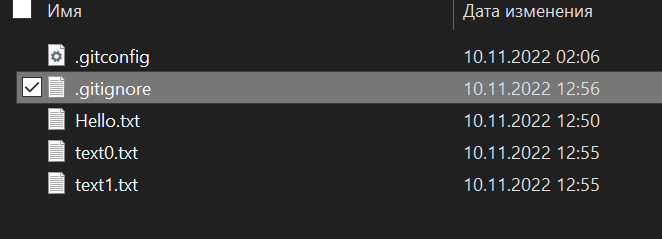 Имя Дата изменения
.gitconfig 10.11.2022 02:06
.gitignore 10.11.2022 12:56
Hello.txt 10.11.2022 12:50
text0.txt 10.11.2022 12:55
text1.txt 10.11.2022 12:55